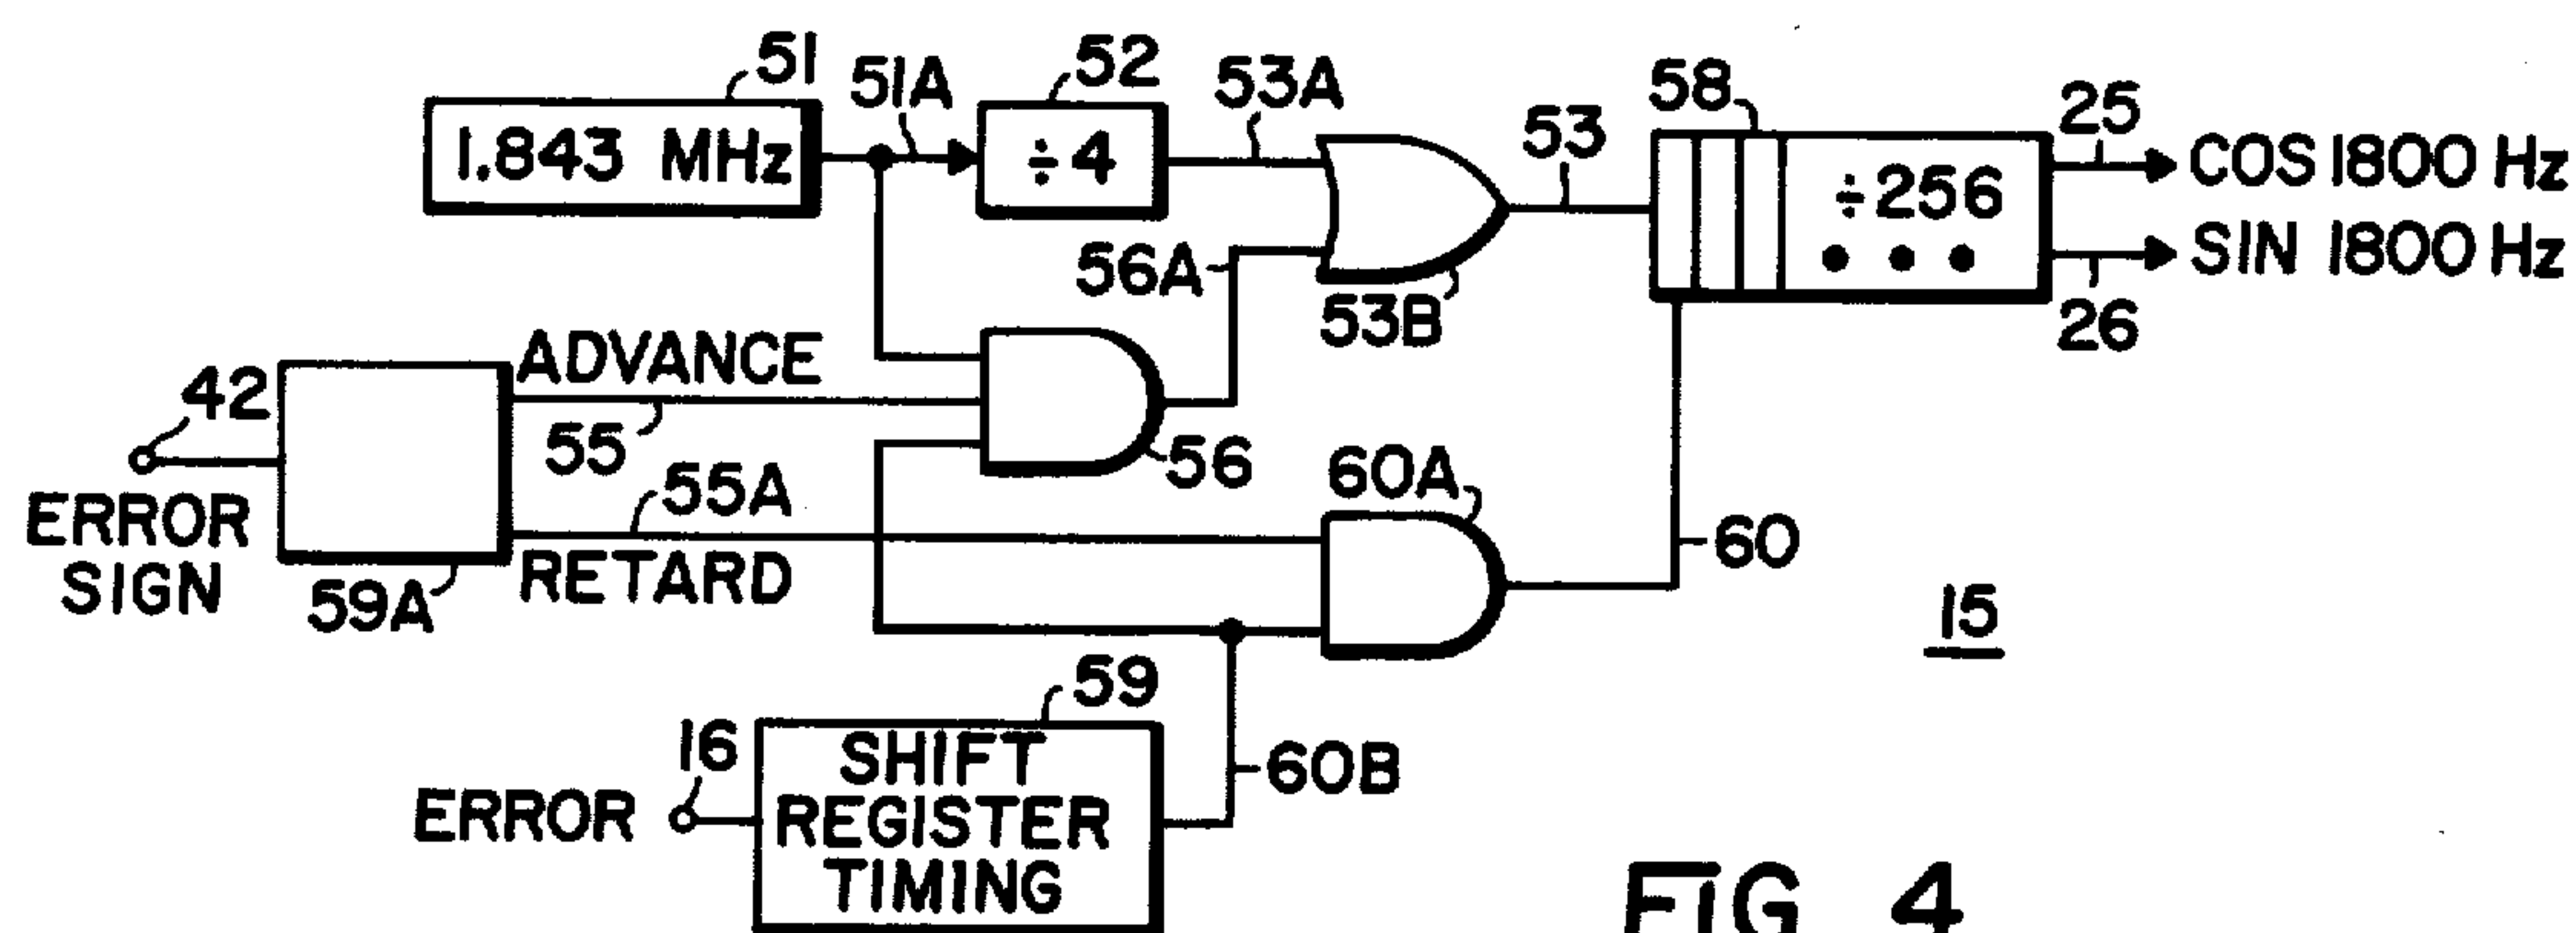 51
51A
52
53A
58
25
1.843 MHz
÷4
53
÷256
COS 1800 Hz
SIN 1800 Hz
26
56A
53B
42
ADVANCE
55
56
ERROR
SIGN
59A
55A
RETARD
60A
60
15
59
16
ERROR
SHIFT
REGISTER
TIMING
60B
FIG 4